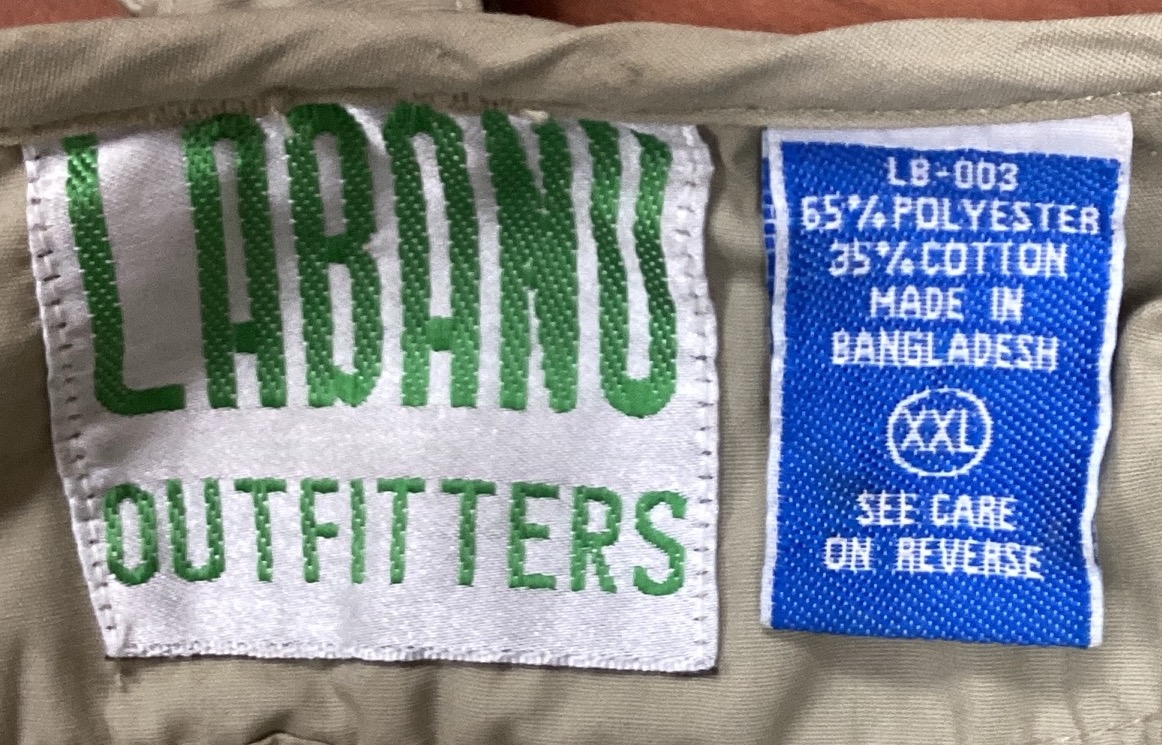 LABANU
OUTFITTERS
LB-003
65% POLYESTER
35% COTTON
MADE IN
BANGLADESH
XXL
SEE CARE
ON REVERSE